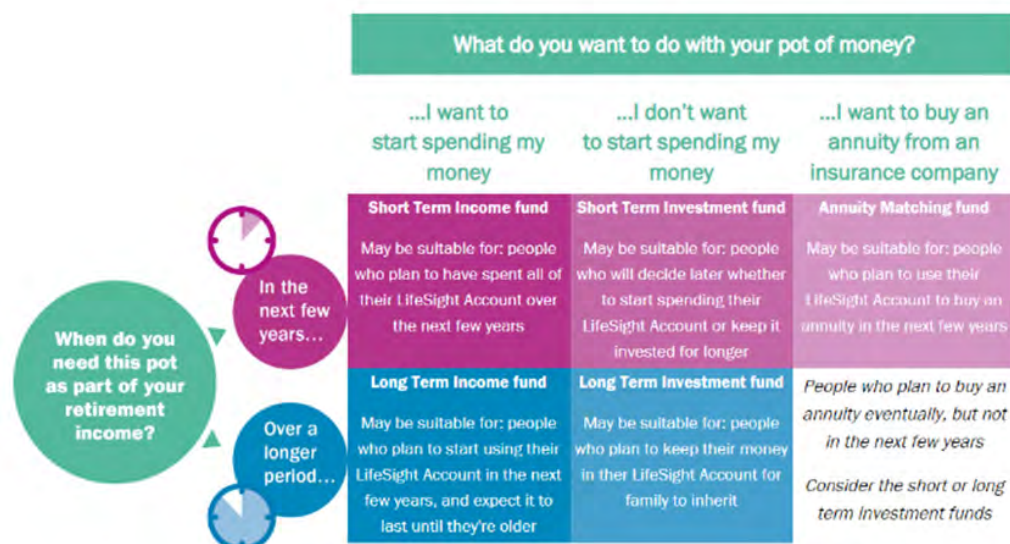 What do you want to do with your pot of money?
...I want to
start spending my
money
...I don't want
to start spending my
money
...I want to buy an
annuity from an
insurance company
When do you
need this pot
as part of your
retirement
income?
In the
next few
years...
Short Term Income fund
May be suitable for: people
who plan to have spent all of
their LifeSight Account over
the next few years
Short Term Investment fund
May be suitable for: people
who will decide later whether
to start spending their
LifeSight Account or keep it
invested for longer
Annuity Matching fund
May be suitable for: people
who plan to use their
LifeSight Account to buy an
annuity in the next few years
Over a
longer
period...
Long Term Income fund
May be suitable for: people
who plan to start using their
LifeSight Account in the next
few years, and expect it to
last until they're older
Long Term Investment fund
May be suitable for: people
who plan to keep their money
in ther LifeSight Account for
family to inherit
People who plan to buy an
annuity eventually, but not
in the next few years
Consider the short or long
term investment funds